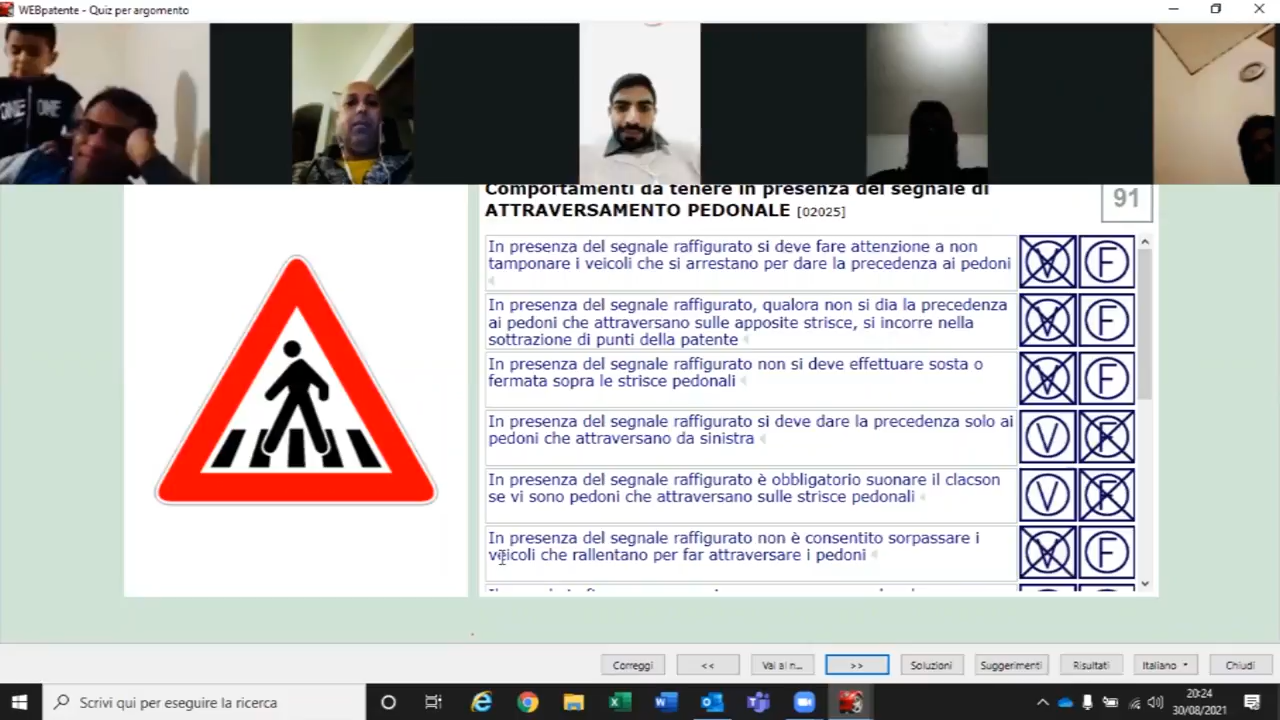 WEBpatente - Quiz per argomento
ONE
ONE
Comportamenti da tenere in presenza del segnale di
ATTRAVERSAMENTO PEDONALE [02025]
91
In presenza del segnale raffigurato si deve fare attenzione a non
tamponare i veicoli che si arrestano per dare la precedenza ai pedoni
V F
In presenza del segnale raffigurato, qualora non si dia la precedenza
ai pedoni che attraversano sulle apposite strisce, si incorre nella
sottrazione di punti della patente
V F
In presenza del segnale raffigurato non si deve effettuare sosta o
fermata sopra le strisce pedonali
V F
In presenza del segnale raffigurato si deve dare la precedenza solo ai
pedoni che attraversano da sinistra
V F
In presenza del segnale raffigurato è obbligatorio suonare il clacson
se vi sono pedoni che attraversano sulle strisce pedonali
V F
In presenza del segnale raffigurato non è consentito sorpassare i
veicoli che rallentano per far attraversare i pedoni
V F
Correggi << Vai al n... >> Soluzioni Suggerimenti Risultati Italiano Chiudi
Scrivi qui per eseguire la ricerca
20:24
30/08/2021